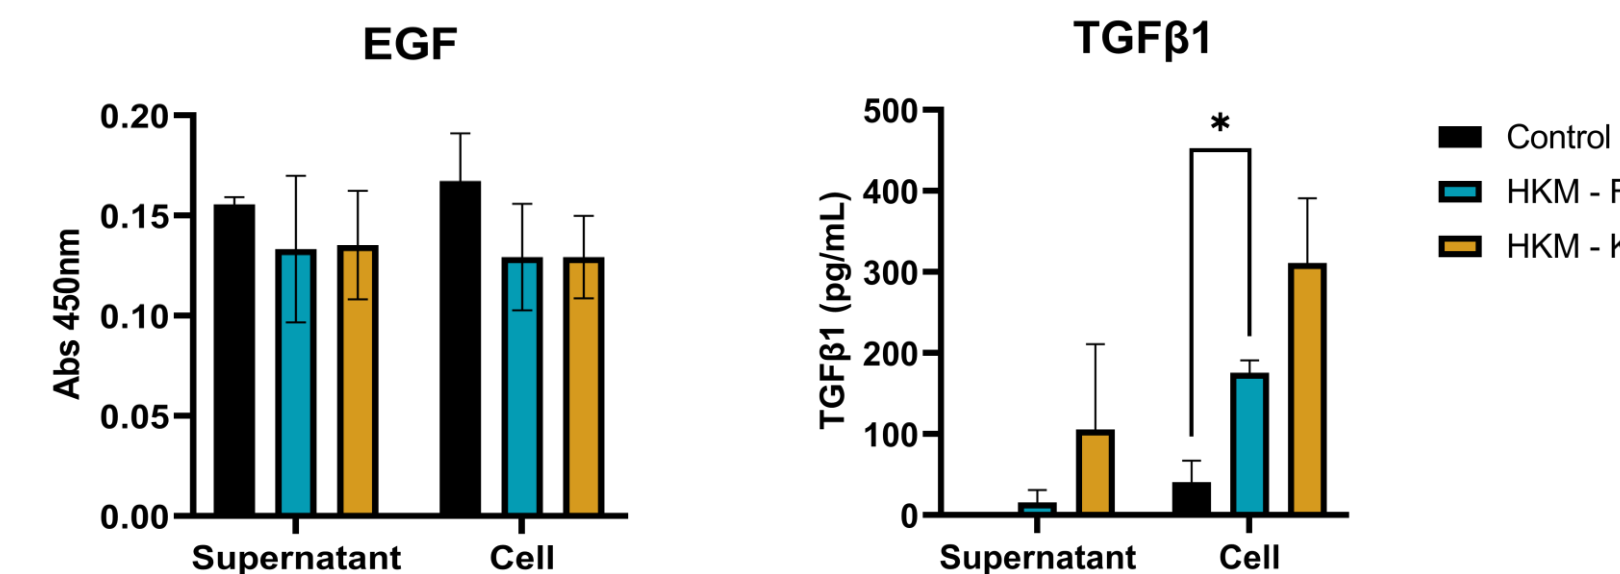 EGF
0.20
0.15
0.10
0.05
0.00
Abs 450nm
Supernatant
Cell
TGFβ1
500
400
300
200
100
0
TGFβ1 (pg/mL)
*
Supernatant
Cell
Control
HKM -
HKM -